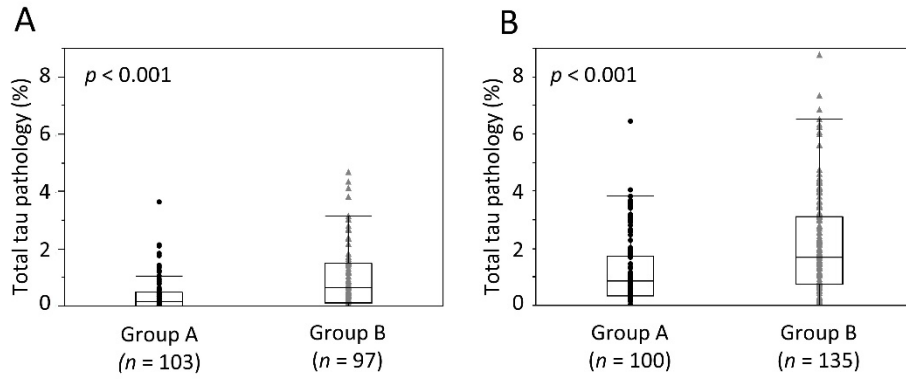 A
Total tau pathology (%)
p < 0.001
8
6
4
2
0
Group A
(n = 103)
Group B
(n = 97)
B
Total tau pathology (%)
p < 0.001
8
6
4
2
0
Group A
(n = 100)
Group B
(n = 135)